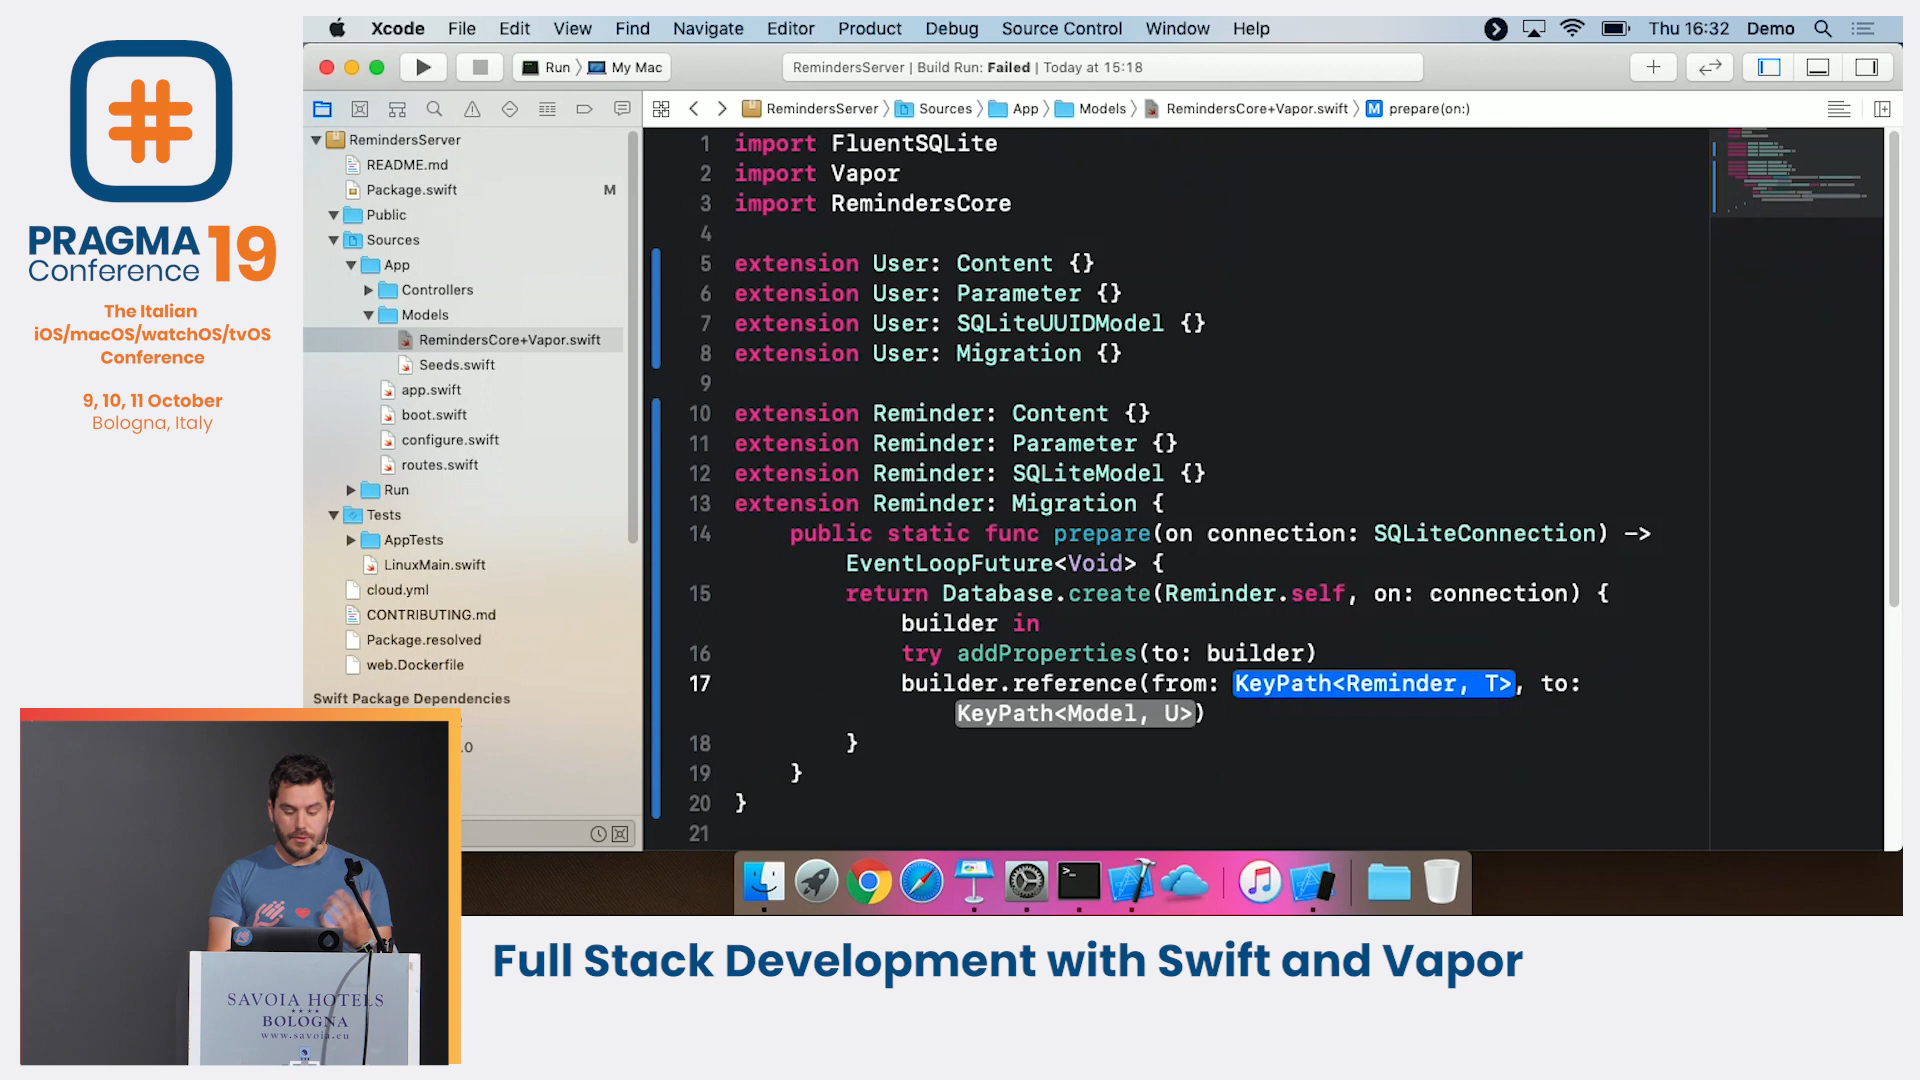 PRAGMA 19
Conference
The Italian
iOS/macOS/watchOS/tvOS
Conference
9, 10, 11 October
Bologna, Italy
Xcode File Edit View Find Navigate Editor Product Debug Source Control Window Help Thu 16:32 Demo
Run My Mac RemindersServer | Build Run: Failed | Today at 15:18
RemindersServer Sources App Models RemindersCore+Vapor.swift M prepare(on:)
RemindersServer
README.md
Package.swift M
Public
Sources
App
Controllers
Models
RemindersCore+Vapor.swift
Seeds.swift
app.swift
boot.swift
configure.swift
routes.swift
Run
Tests
AppTests
LinuxMain.swift
cloud.yml
CONTRIBUTING.md
Package.resolved
web.Dockerfile
Swift Package Dependencies
.0
1 import FluentSQLite
2 import Vapor
3 import RemindersCore
4
5 extension User: Content {}
6 extension User: Parameter {}
7 extension User: SQLiteUUIDModel {}
8 extension User: Migration {}
9
10 extension Reminder: Content {}
11 extension Reminder: Parameter {}
12 extension Reminder: SQLiteModel {}
13 extension Reminder: Migration {
14 public static func prepare(on connection: SQLiteConnection) ->
EventLoopFuture<Void> {
15 return Database.create(Reminder.self, on: connection) {
builder in
16 try addProperties(to: builder)
17 builder.reference(from: KeyPath<Reminder, T>, to:
KeyPath<Model, U>)
18 }
19 }
20 }
21
SAVOIA HOTELS
BOLOGNA
www.savoia.eu
Full Stack Development with Swift and Vapor